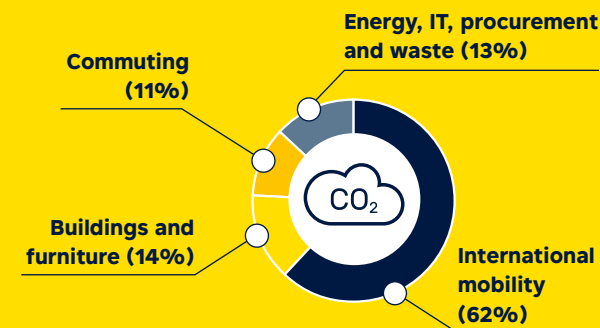 Energy, IT, procurement
and waste (13%)
Commuting
(11%)
CO₂
Buildings and
furniture (14%)
International
mobility
(62%)